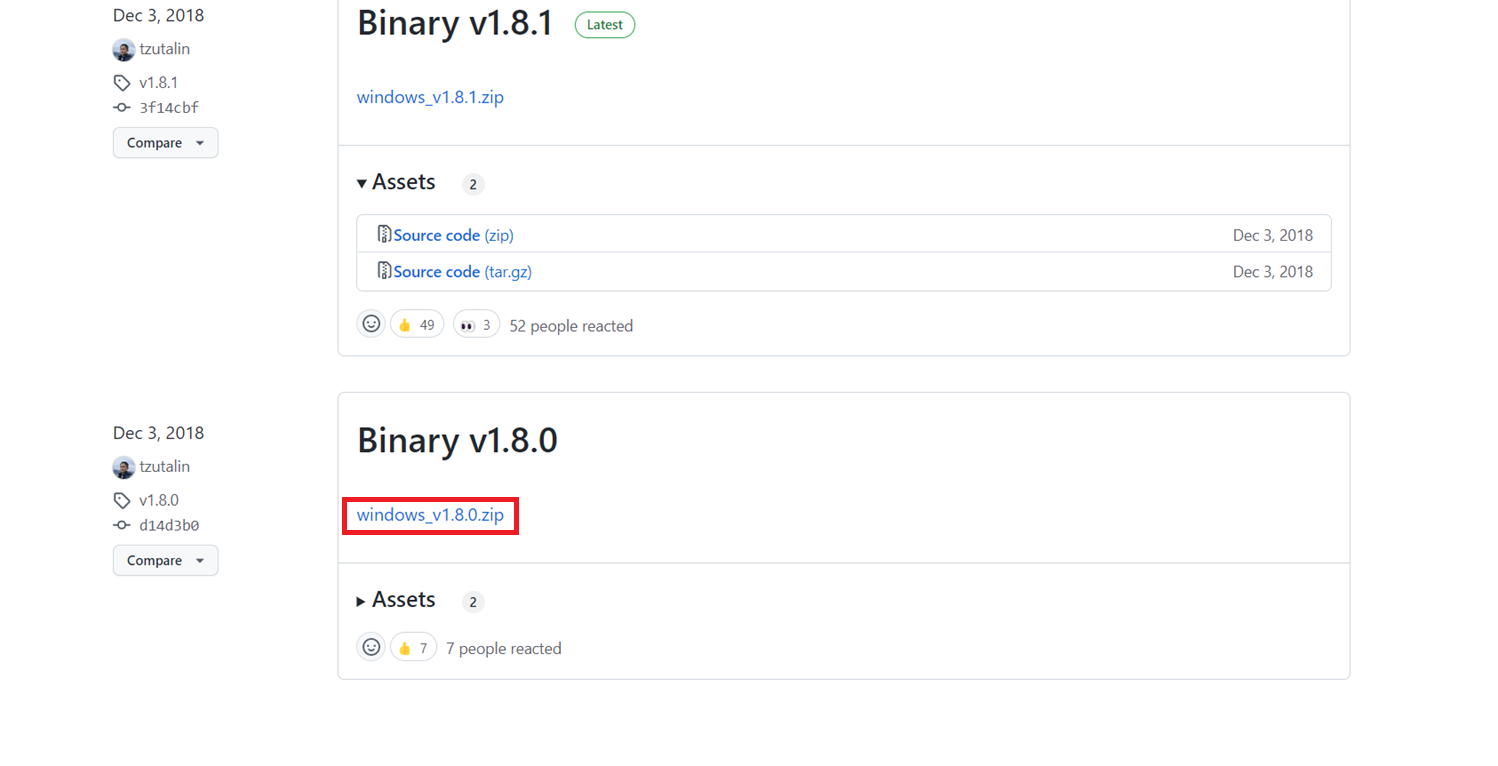 Dec 3, 2018
tzutalin
v1.8.1
3f14cbf
Compare
Binary v1.8.1 Latest
windows_v1.8.1.zip
Assets 2
Source code (zip) Dec 3, 2018
Source code (tar.gz) Dec 3, 2018
👍 49 👀 3 52 people reacted
Dec 3, 2018
tzutalin
v1.8.0
d14d3b0
Compare
Binary v1.8.0
windows_v1.8.0.zip
Assets 2
👍 7 7 people reacted